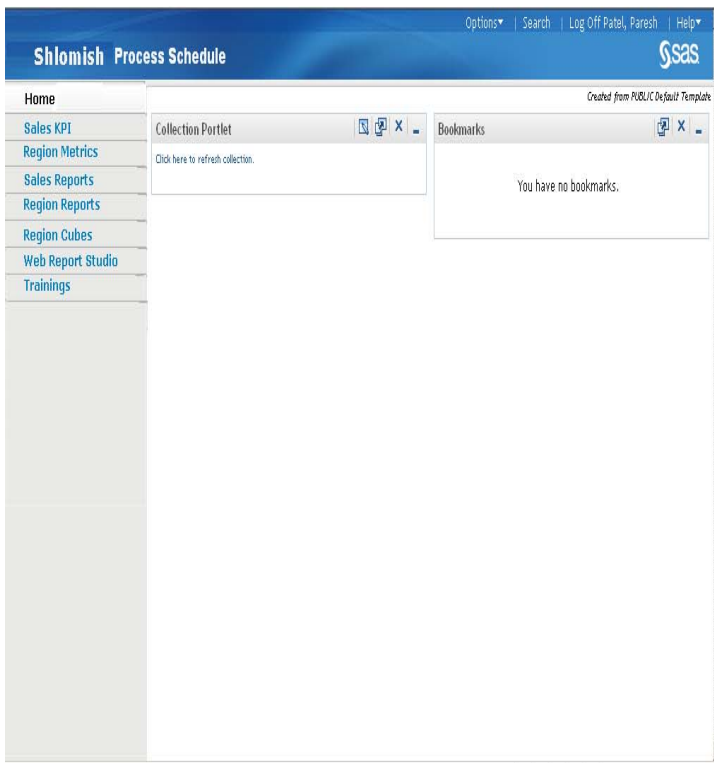 Options▾ | Search | Log Off Patel, Paresh | Help▾
Shlomish Process Schedule
sas
Created from PUBLIC Default Template
Home
Sales KPI
Region Metrics
Sales Reports
Region Reports
Region Cubes
Web Report Studio
Trainings
Collection Portlet
Click here to refresh collection.
Bookmarks
You have no bookmarks.